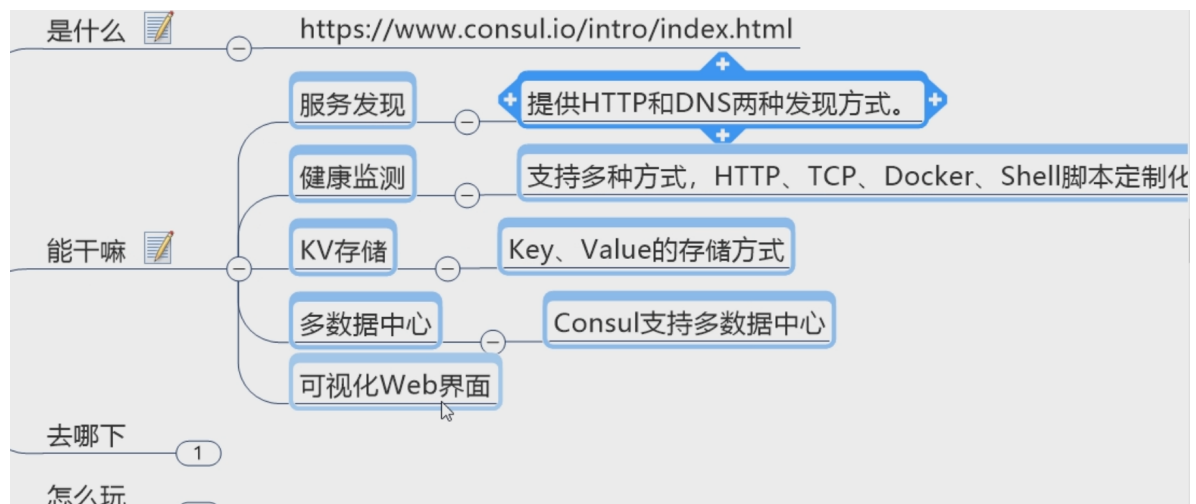 是什么
https://www.consul.io/intro/index.html
服务发现
提供HTTP和DNS两种发现方式。
健康监测
支持多种方式，HTTP、TCP、Docker、Shell脚本定制化
能干嘛
KV存储
Key、Value的存储方式
多数据中心
Consul支持多数据中心
可视化Web界面
去哪下
1
怎么玩